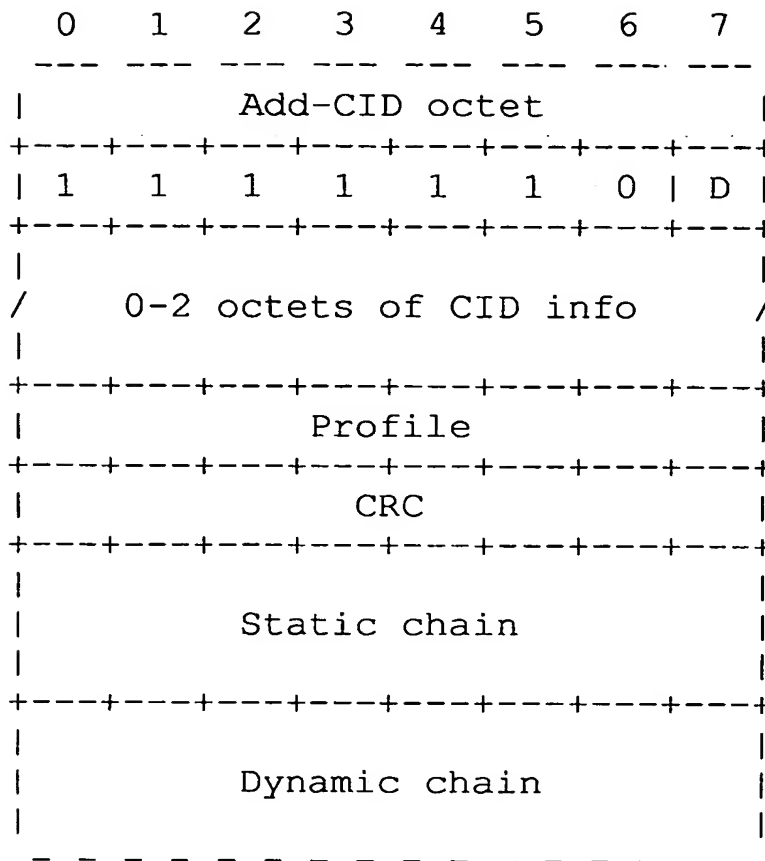 0 1 2 3 4 5 6 7
--- --- --- --- --- --- --- ---
| Add-CID octet |
+---+---+---+---+---+---+---+---+
| 1 1 1 1 1 1 0 | D |
+---+---+---+---+---+---+---+---+
| |
/ 0-2 octets of CID info /
| |
+---+---+---+---+---+---+---+---+
| Profile |
+---+---+---+---+---+---+---+---+
| CRC |
+---+---+---+---+---+---+---+---+
| |
| Static chain |
| |
+---+---+---+---+---+---+---+---+
| |
| Dynamic chain |
| |
- - - - - - - - - - - - - - - -